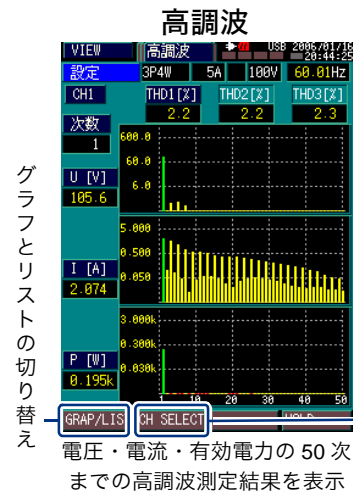 高調波
VIEW 高調波 USB 2006/01/16
20:44:25
設定 3P4W 5A 100V 60.01Hz
CH1 THD1[%] THD2[%] THD3[%]
2.2 2.2 2.3
次数
1
600.0
60.0
6.0
U [V]
105.6
5.000
0.500
0.050
I [A]
2.074
3.000k
0.300k
0.030k
P [W]
0.195k
1 10 20 30 40 50
GRAP/LIS CH SELECT HOLD
グラフとリストの切り替え
電圧・電流・有効電力の 50 次
までの高調波測定結果を表示